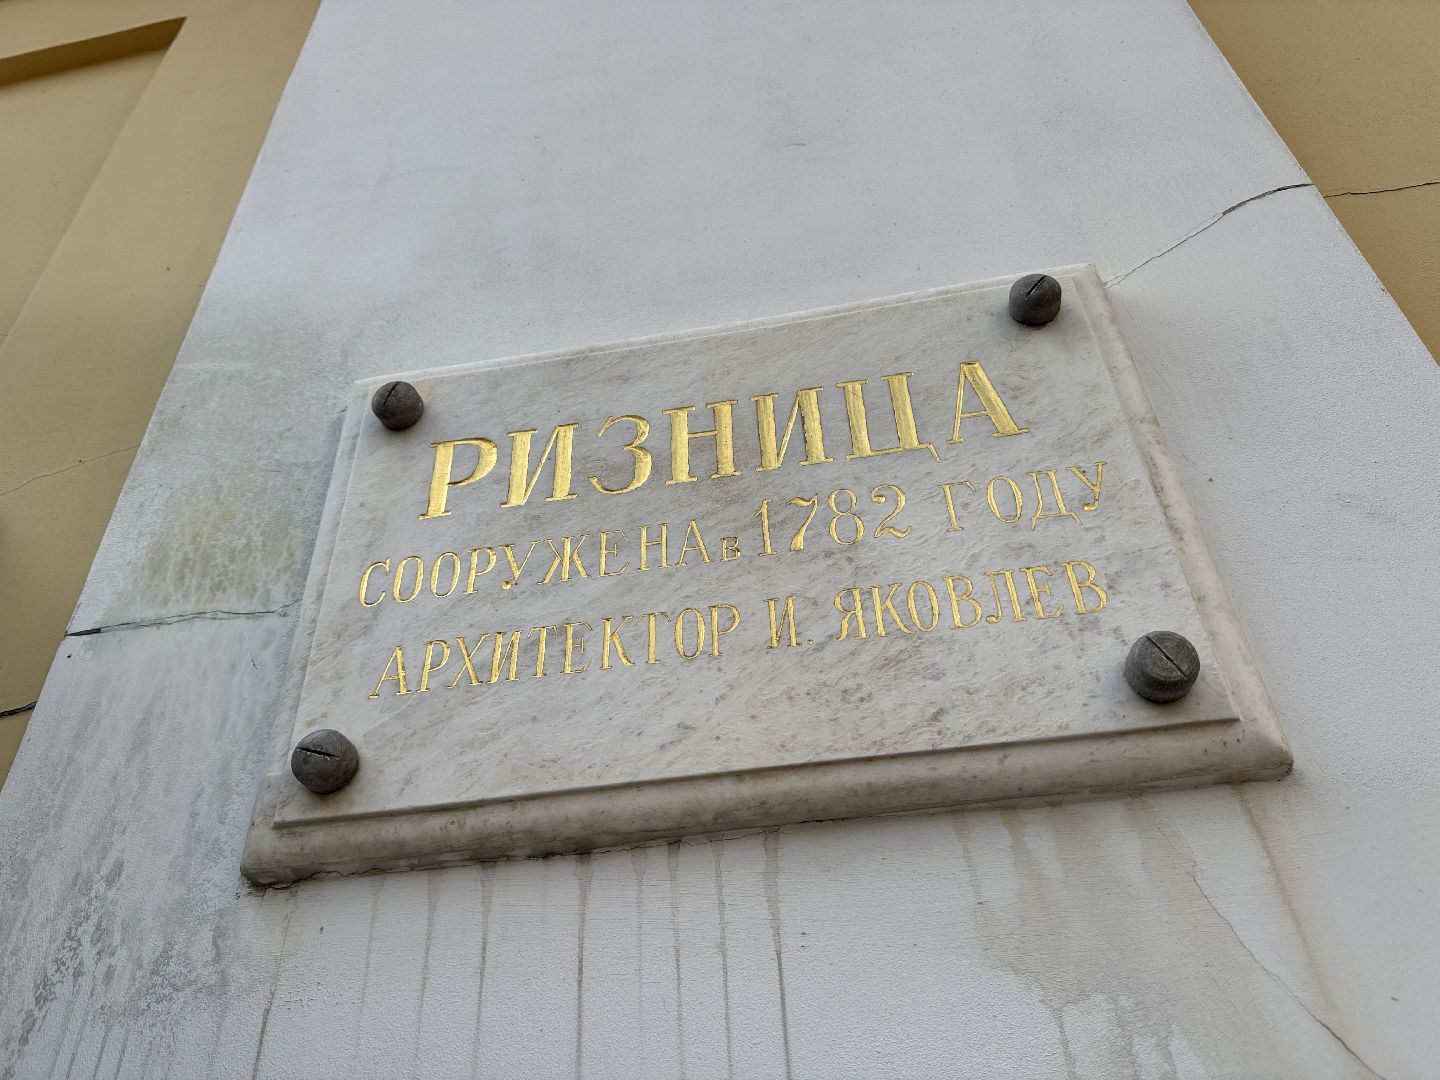 РИЗНИЦА
СООРУЖЕНА в 1782 ГОДУ
АРХИТЕКТОР И. ЯКОВЛЕВ